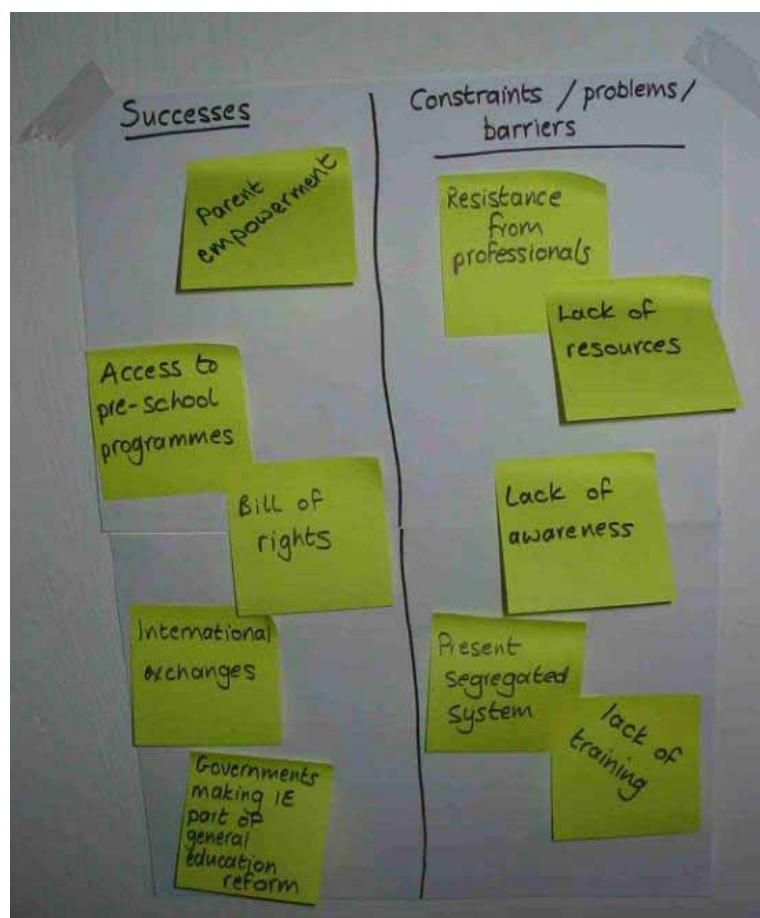 Successes
Parent
empowerment
Access to
pre-school
programmes
Bill of
rights
International
exchanges
Governments
making IE
part of
general
education
reform
Constraints / problems/
barriers
Resistance
from
professionals
Lack of
resources
Lack of
awareness
Present
segregated
system
lack of
training